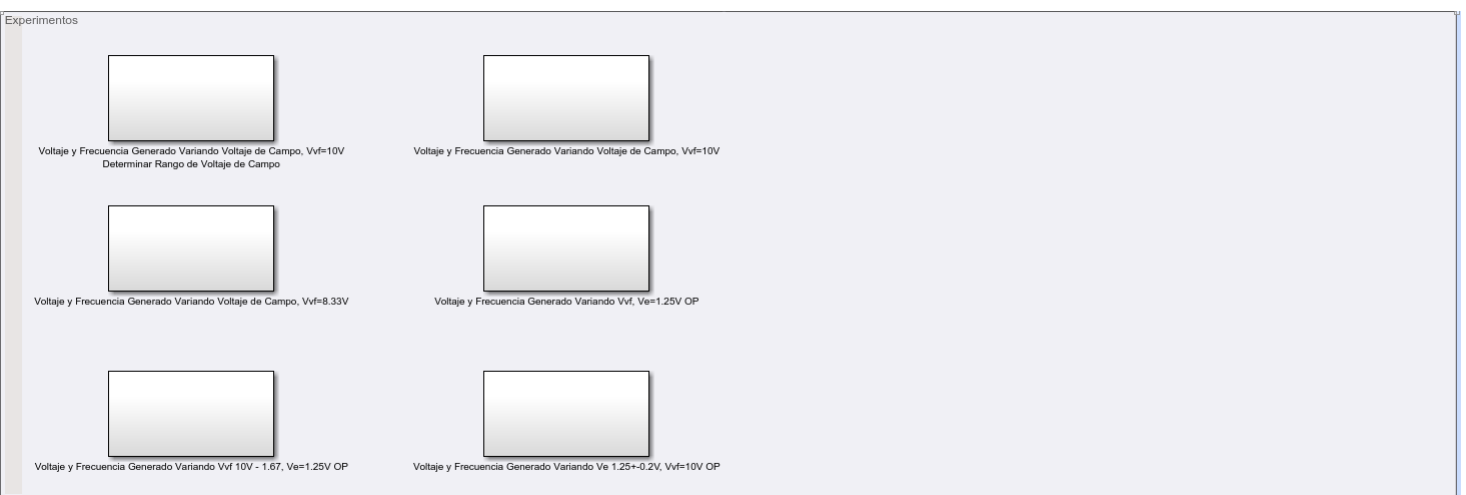 Experimentos
Voltaje y Frecuencia Generado Variando Voltaje de Campo, Vvf=10V
Determinar Rango de Voltaje de Campo
Voltaje y Frecuencia Generado Variando Voltaje de Campo, Vvf=10V
Voltaje y Frecuencia Generado Variando Voltaje de Campo, Vvf=8.33V
Voltaje y Frecuencia Generado Variando Vvf, Ve=1.25V OP
Voltaje y Frecuencia Generado Variando Vvf 10V - 1.67, Ve=1.25V OP
Voltaje y Frecuencia Generado Variando Ve 1.25+-0.2V, Vvf=10V OP